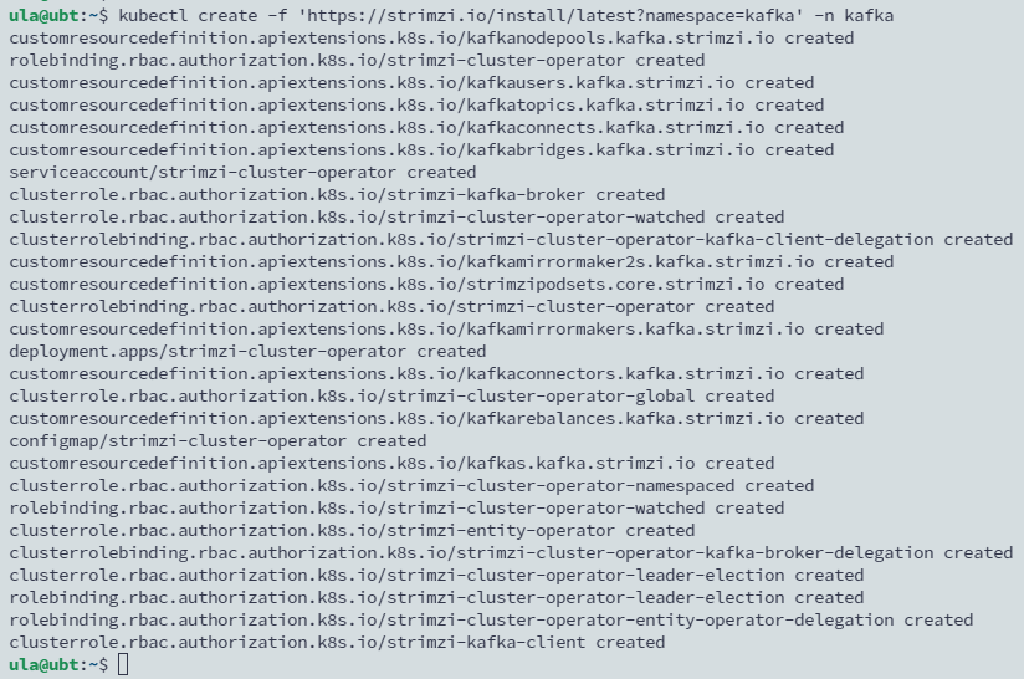 ula@ubt:~$ kubectl create -f 'https://strimzi.io/install/latest?namespace=kafka' -n kafka
customresourcedefinition.apiextensions.k8s.io/kafkanodepools.kafka.strimzi.io created
rolebinding.rbac.authorization.k8s.io/strimzi-cluster-operator created
customresourcedefinition.apiextensions.k8s.io/kafkausers.kafka.strimzi.io created
customresourcedefinition.apiextensions.k8s.io/kafkatopics.kafka.strimzi.io created
customresourcedefinition.apiextensions.k8s.io/kafkaconnects.kafka.strimzi.io created
customresourcedefinition.apiextensions.k8s.io/kafkabridges.kafka.strimzi.io created
serviceaccount/strimzi-cluster-operator created
clusterrole.rbac.authorization.k8s.io/strimzi-kafka-broker created
clusterrole.rbac.authorization.k8s.io/strimzi-cluster-operator-watched created
clusterrolebinding.rbac.authorization.k8s.io/strimzi-cluster-operator-kafka-client-delegation created
customresourcedefinition.apiextensions.k8s.io/kafkamirrormaker2s.kafka.strimzi.io created
customresourcedefinition.apiextensions.k8s.io/strimzipodsets.core.strimzi.io created
clusterrolebinding.rbac.authorization.k8s.io/strimzi-cluster-operator created
customresourcedefinition.apiextensions.k8s.io/kafkamirrormakers.kafka.strimzi.io created
deployment.apps/strimzi-cluster-operator created
customresourcedefinition.apiextensions.k8s.io/kafkaconnectors.kafka.strimzi.io created
clusterrole.rbac.authorization.k8s.io/strimzi-cluster-operator-global created
customresourcedefinition.apiextensions.k8s.io/kafkarebalances.kafka.strimzi.io created
configmap/strimzi-cluster-operator created
customresourcedefinition.apiextensions.k8s.io/kafkas.kafka.strimzi.io created
clusterrole.rbac.authorization.k8s.io/strimzi-cluster-operator-namespaced created
rolebinding.rbac.authorization.k8s.io/strimzi-cluster-operator-watched created
clusterrole.rbac.authorization.k8s.io/strimzi-entity-operator created
clusterrolebinding.rbac.authorization.k8s.io/strimzi-cluster-operator-kafka-broker-delegation created
clusterrole.rbac.authorization.k8s.io/strimzi-cluster-operator-leader-election created
rolebinding.rbac.authorization.k8s.io/strimzi-cluster-operator-leader-election created
rolebinding.rbac.authorization.k8s.io/strimzi-cluster-operator-entity-operator-delegation created
clusterrole.rbac.authorization.k8s.io/strimzi-kafka-client created
ula@ubt:~$